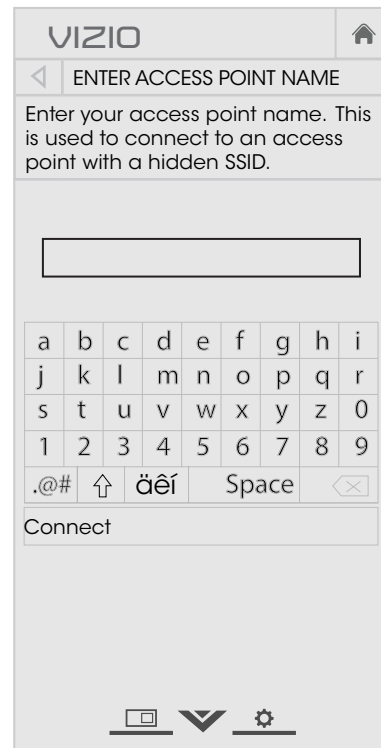 VIZIO
ENTER ACCESS POINT NAME
Enter your access point name. This
is used to connect to an access
point with a hidden SSID.
a b c d e f g h i
j k l m n o p q r
s t u v w x y z 0
1 2 3 4 5 6 7 8 9
.@# äêí Space
Connect